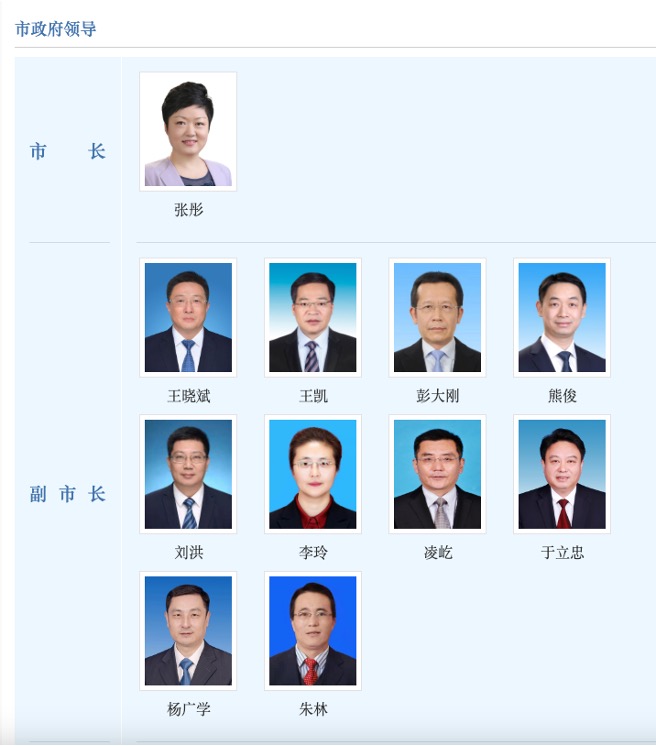 市政府领导
市长
张彤
副市长
王晓斌 王凯 彭大刚 熊俊
刘洪 李玲 凌屹 于立忠
杨广学 朱林